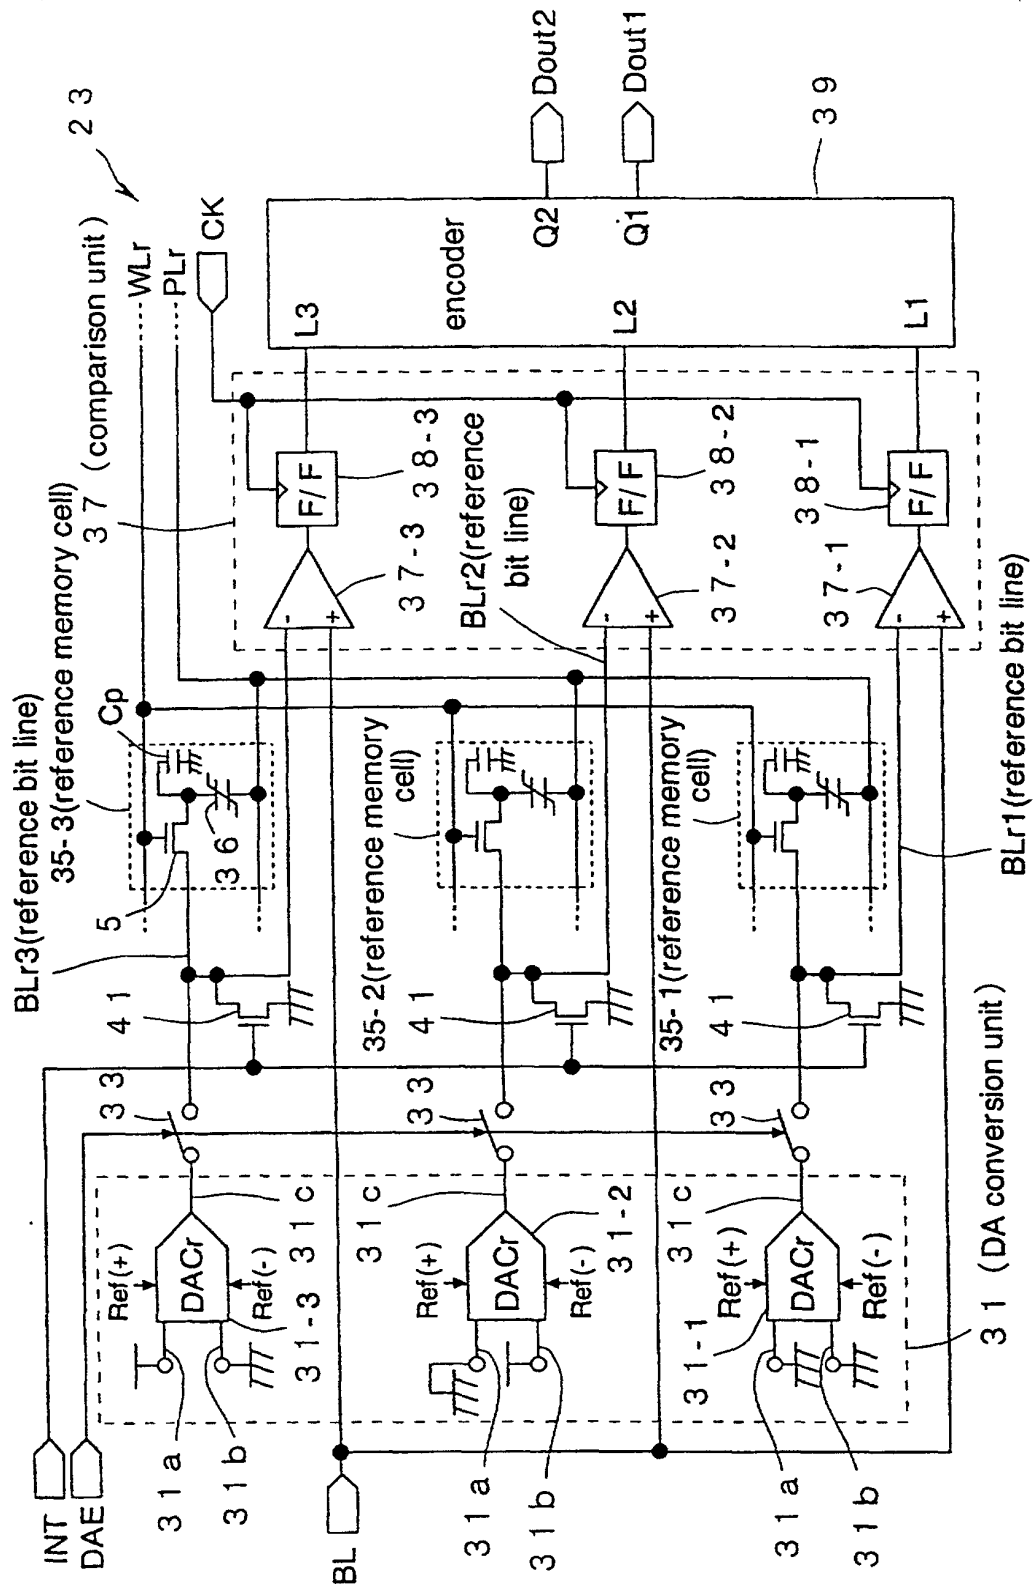 2 3
3 7 (comparison unit)
WLr
PLr
CK
BLr3(reference bit line)
35-3(reference memory cell)
Cp
5
3 6
4 1
3 3
INT
DAE
3 1 a
3 1 b
Ref(+)
DACr
Ref(-)
3 1 c
3 1-3
3 7-3
F/F
3 8-3
-
+
L3
encoder
Q2
Dout2
Q1
Dout1
3 9
BL
35-2(reference memory
cell)
4 1
3 3
3 1 a
3 1 b
Ref(+)
DACr
Ref(-)
3 1 c
3 1-2
BLr2(reference
bit line)
3 7-2
F/F
3 8-2
-
+
L2
35-1(reference memory
cell)
4 1
3 3
3 1 a
3 1 b
3 1-1
Ref(+)
DACr
Ref(-)
3 1 c
3 7-1
F/F
3 8-1
-
+
L1
BLr1(reference bit line)
3 1 (DA conversion unit)